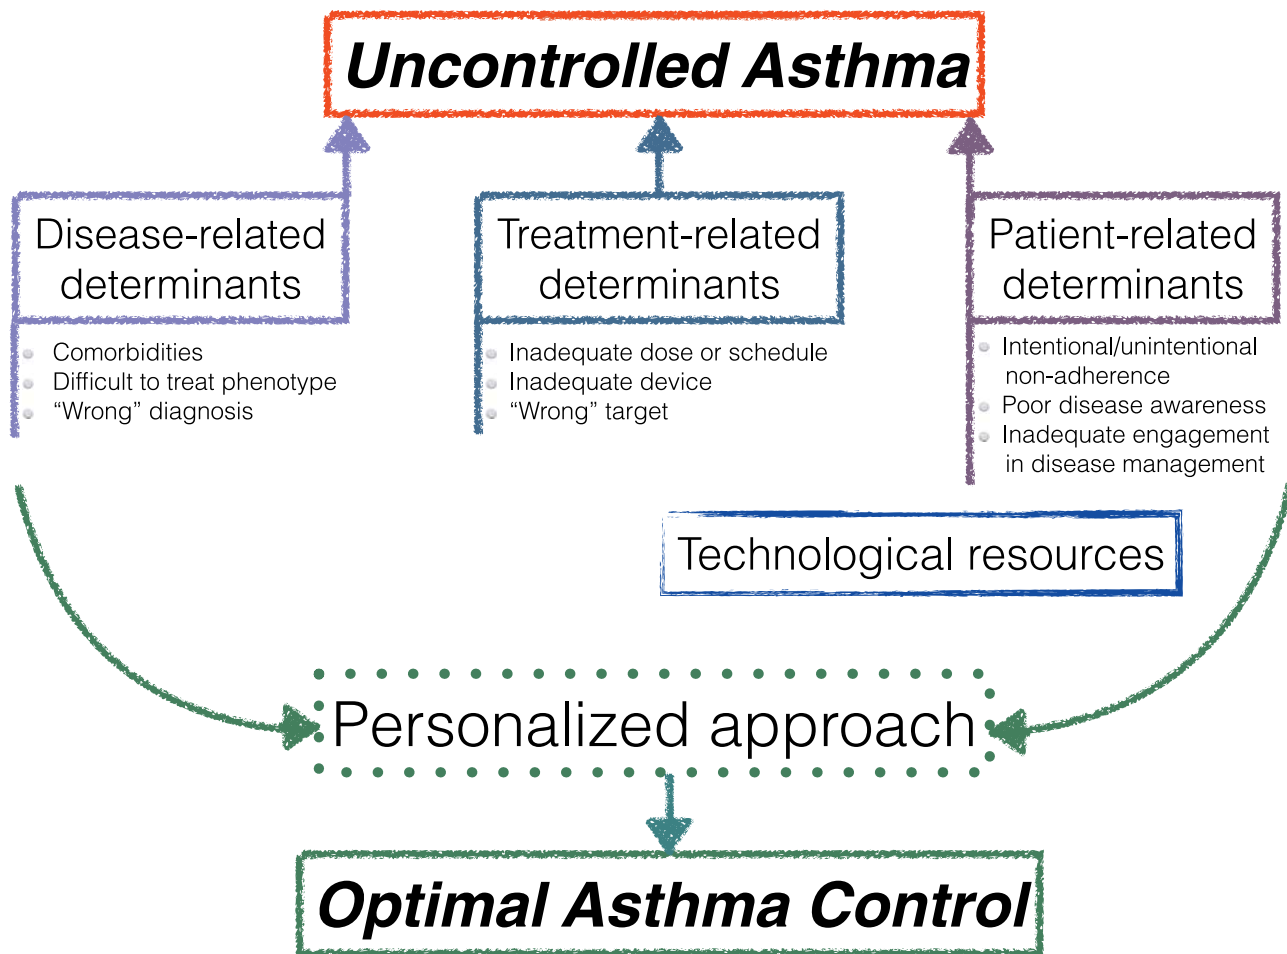 Uncontrolled Asthma
Disease-related
determinants
Comorbidities
Difficult to treat phenotype
“Wrong” diagnosis
Treatment-related
determinants
Inadequate dose or schedule
Inadequate device
“Wrong” target
Patient-related
determinants
Intentional/unintentional
non-adherence
Poor disease awareness
Inadequate engagement
in disease management
Technological resources
Personalized approach
Optimal Asthma Control